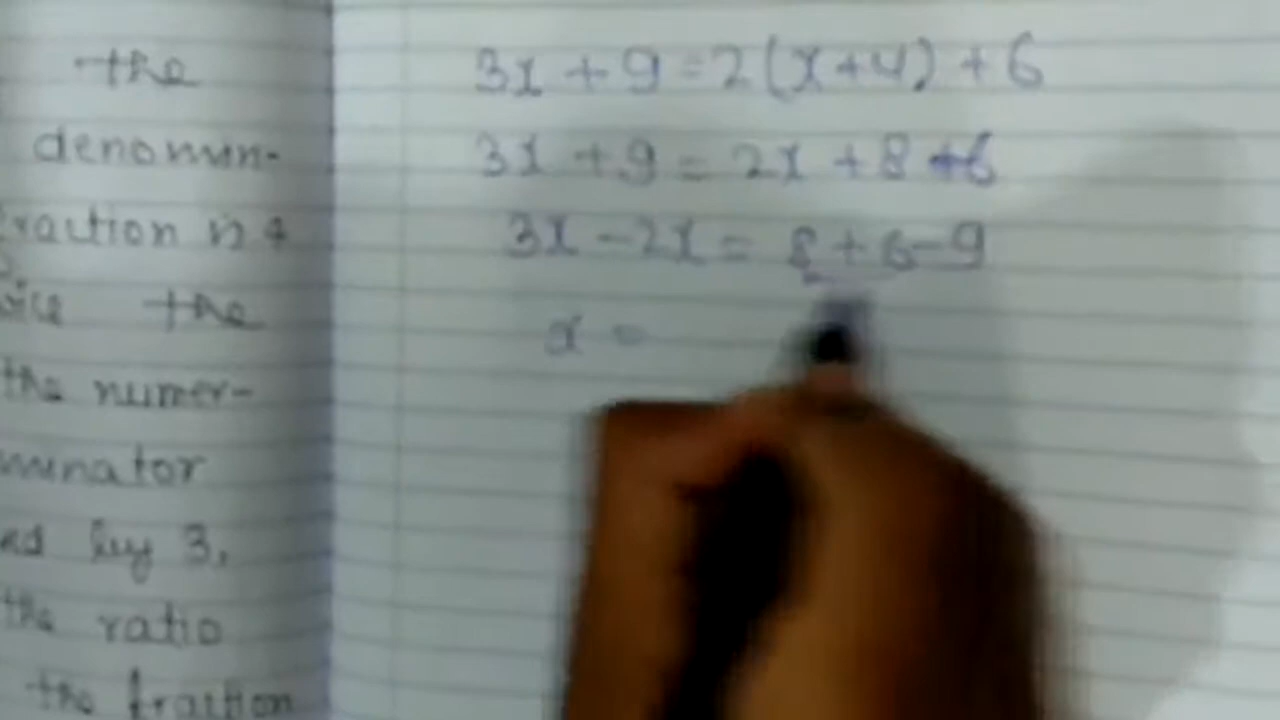 the
denomin-
raction is 4
the
the numer-
minator
by 3,
the ratio
the fraction
3x + 9 = 2(x+4) + 6
3x + 9 = 2x + 8 + 6
3x - 2x = 8 + 6 - 9
x =